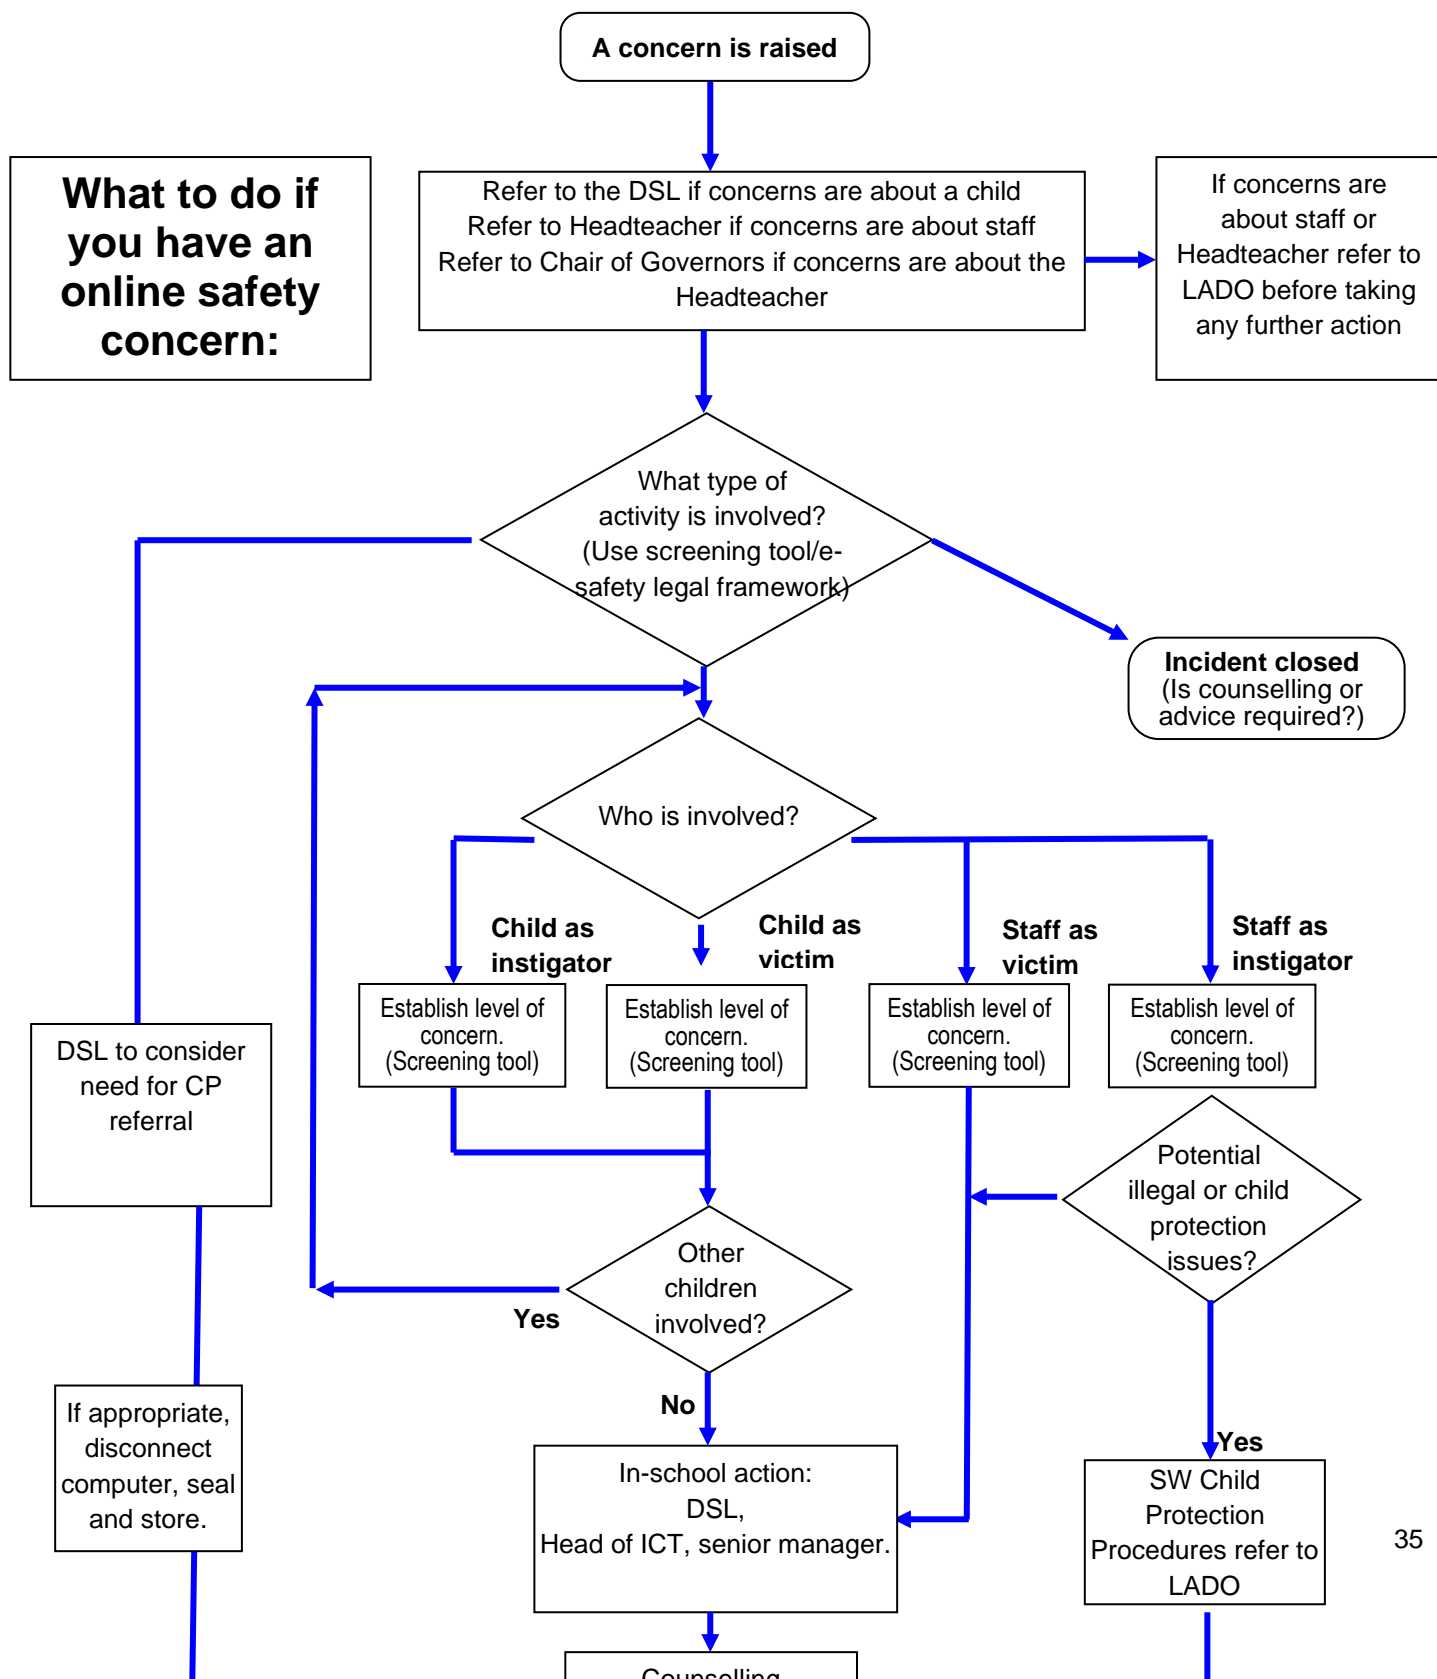 A concern is raised
What to do if
you have an
online safety
concern:
Refer to the DSL if concerns are about a child
Refer to Headteacher if concerns are about staff
Refer to Chair of Governors if concerns are about the
Headteacher
If concerns are
about staff or
Headteacher refer to
LADO before taking
any further action
What type of
activity is involved?
(Use screening tool/e-
safety legal framework)
Incident closed
(Is counselling or
advice required?)
Who is involved?
Child as
instigator
Child as
victim
Staff as
victim
Staff as
instigator
Establish level of
concern.
(Screening tool)
Establish level of
concern.
(Screening tool)
Establish level of
concern.
(Screening tool)
Establish level of
concern.
(Screening tool)
DSL to consider
need for CP
referral
Potential
illegal or child
protection
issues?
Other
children
involved?
Yes
No
If appropriate,
disconnect
computer, seal
and store.
In-school action:
DSL,
Head of ICT, senior manager.
Yes
SW Child
Protection
Procedures refer to
LADO
35
Counselling